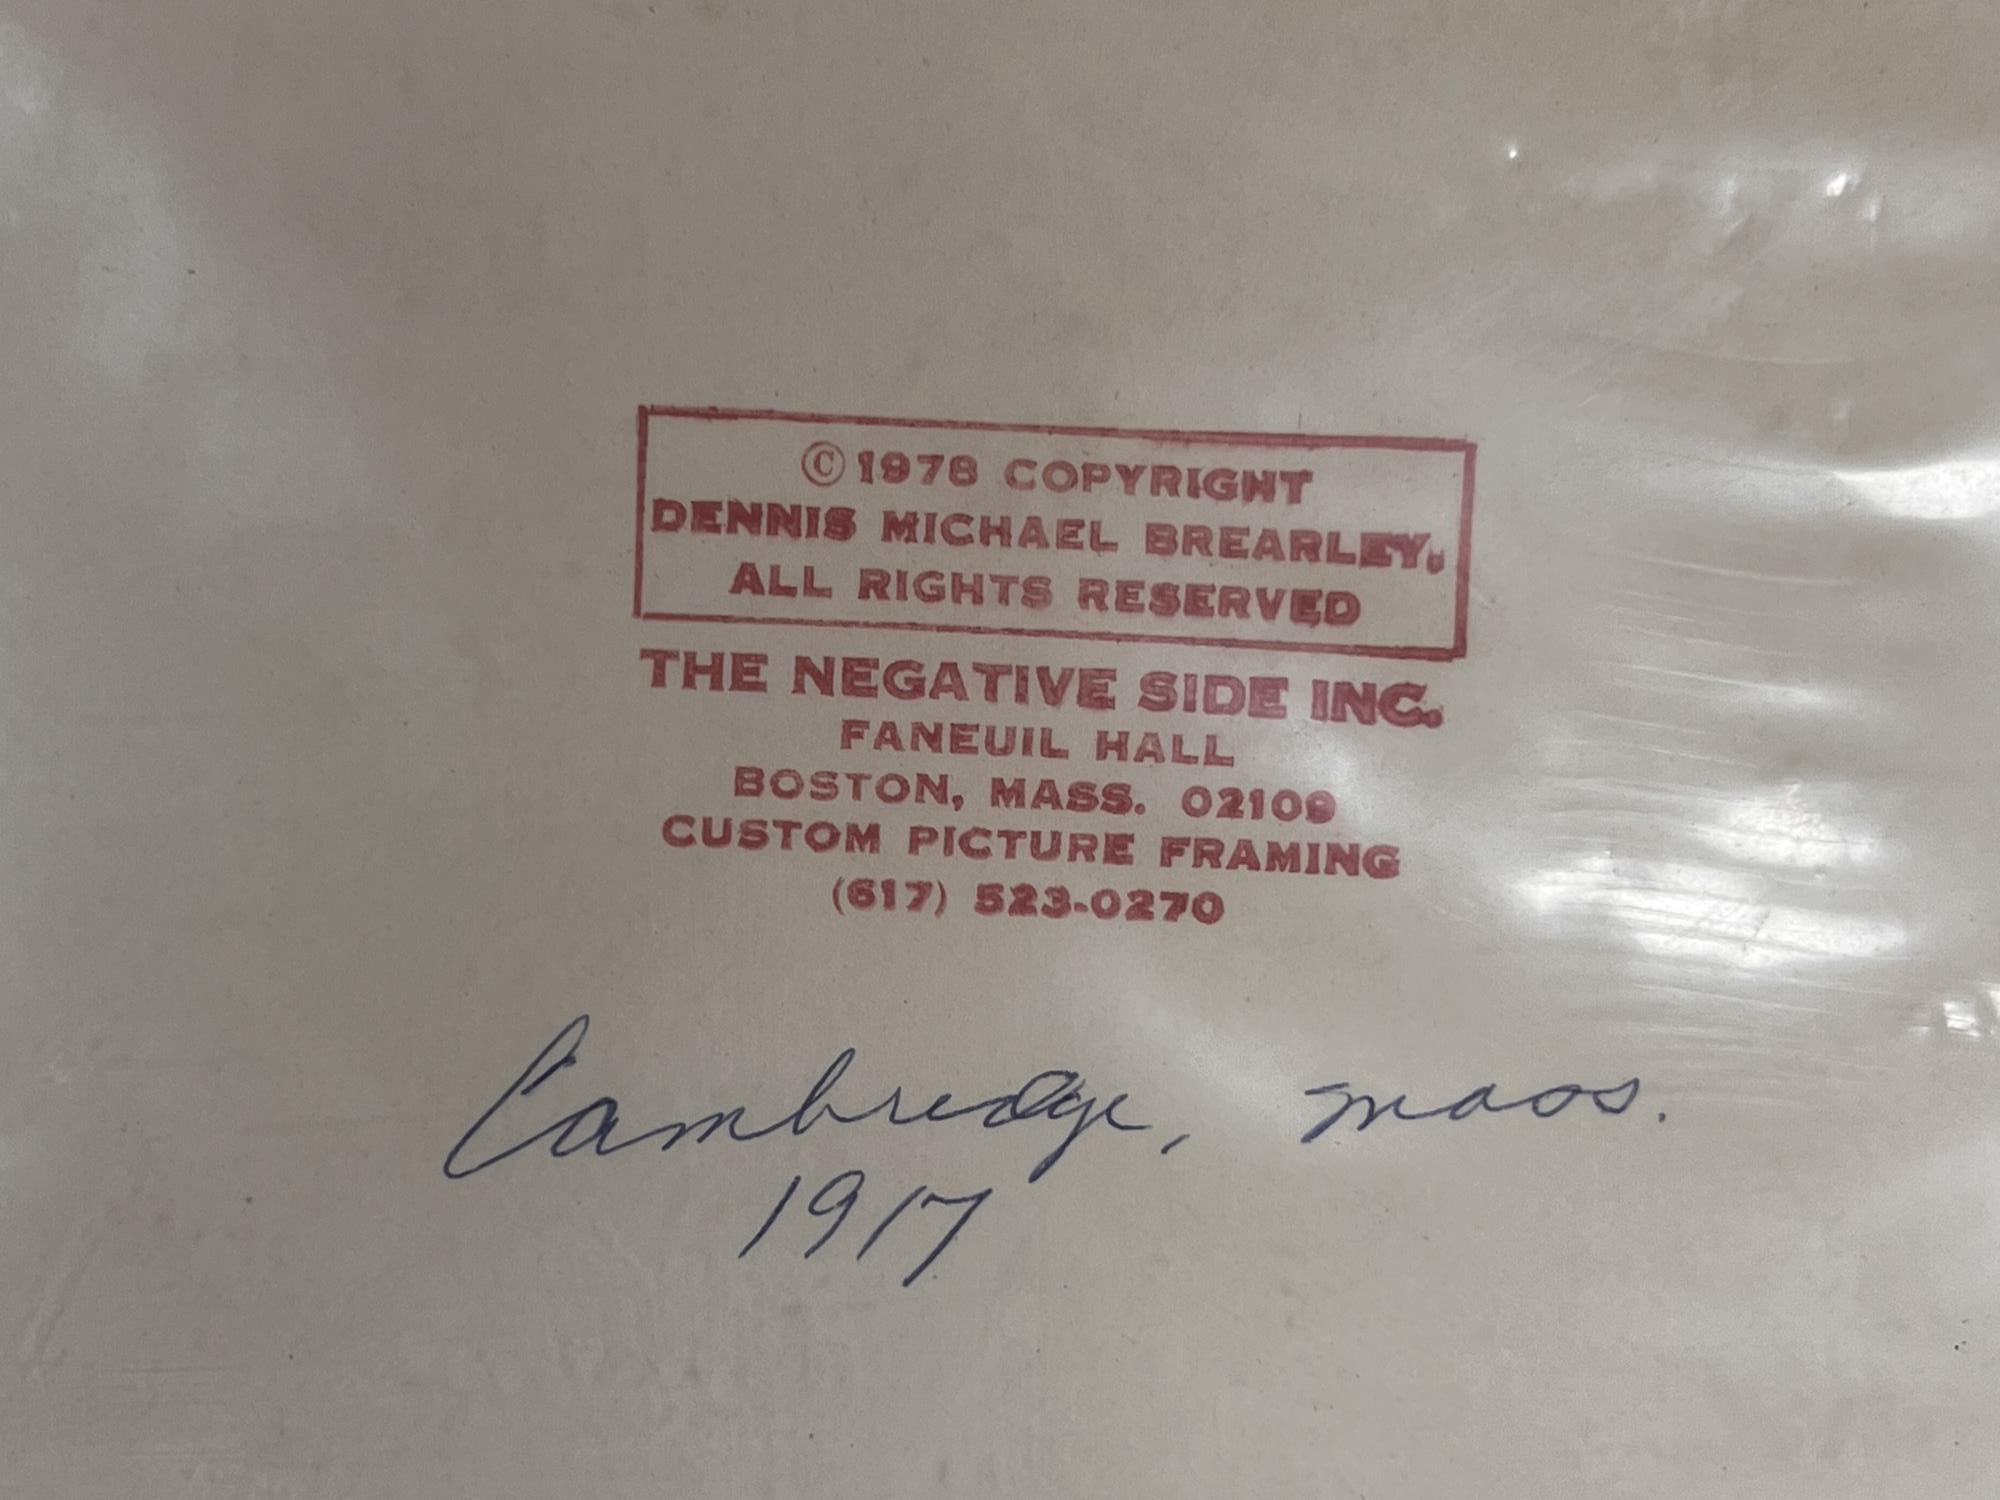 ©1978 COPYRIGHT
DENNIS MICHAEL BREARLEY.
ALL RIGHTS RESERVED
THE NEGATIVE SIDE INC.
FANEUIL HALL
BOSTON, MASS. 02109
CUSTOM PICTURE FRAMING
(617) 523-0270
Cambredge, mass.
1917